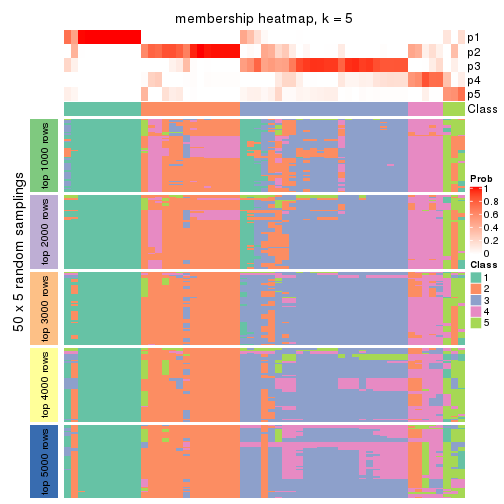 membership heatmap, k = 5
p1
p2
p3
p4
p5
Class
50 x 5 random samplings
top 1000 rows
top 2000 rows
top 3000 rows
top 4000 rows
top 5000 rows
Prob
1
0.8
0.6
0.4
0.2
0
Class
1
2
3
4
5